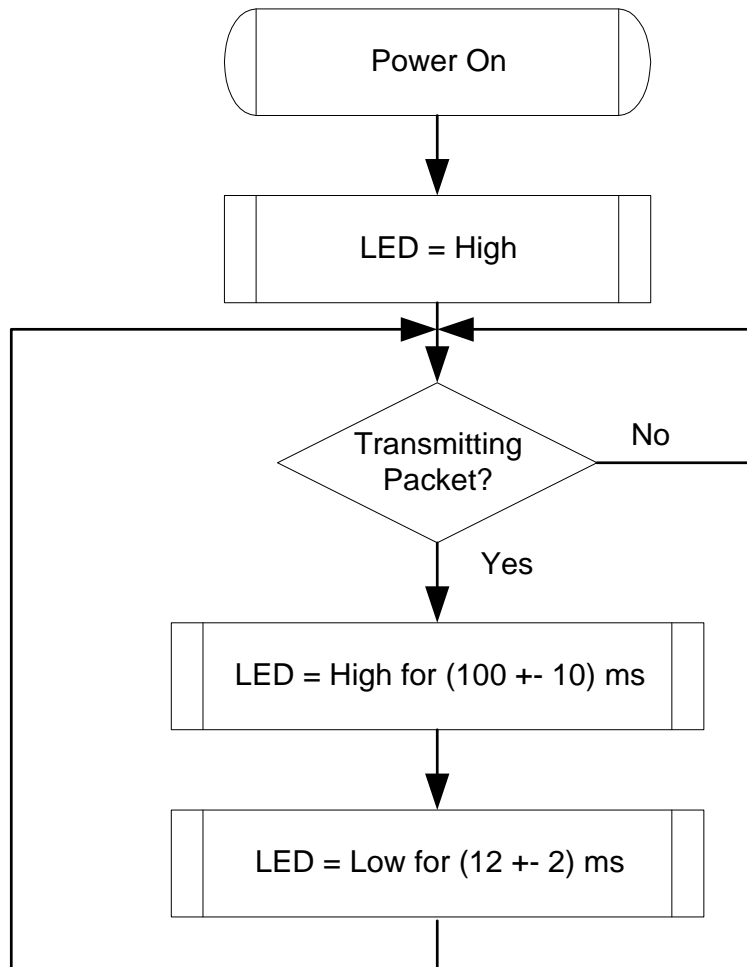 Power On
LED = High
Transmitting
Packet?
No
Yes
LED = High for (100 +- 10) ms
LED = Low for (12 +- 2) ms